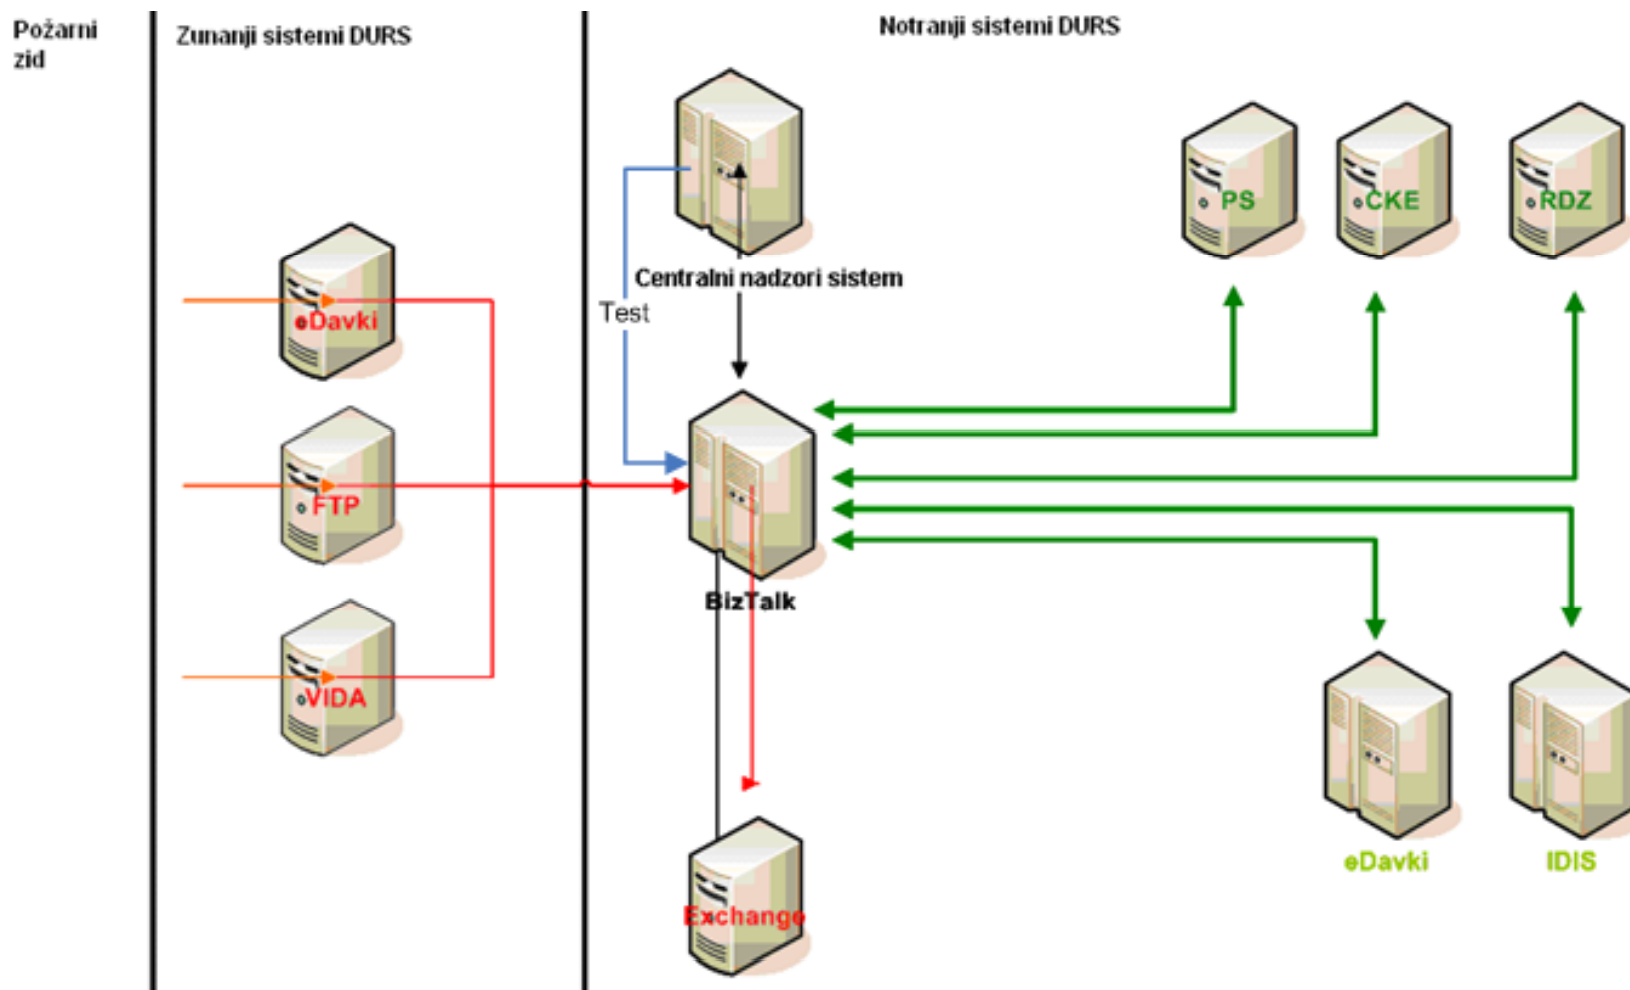 Požarni
zid
Zunanji sistemi DURS
Notranji sistemi DURS
PS
CKE
RDZ
Centralni nadzori sistem
Test
eDavki
FTP
BizTalk
VIDA
eDavki
IDIS
Exchange